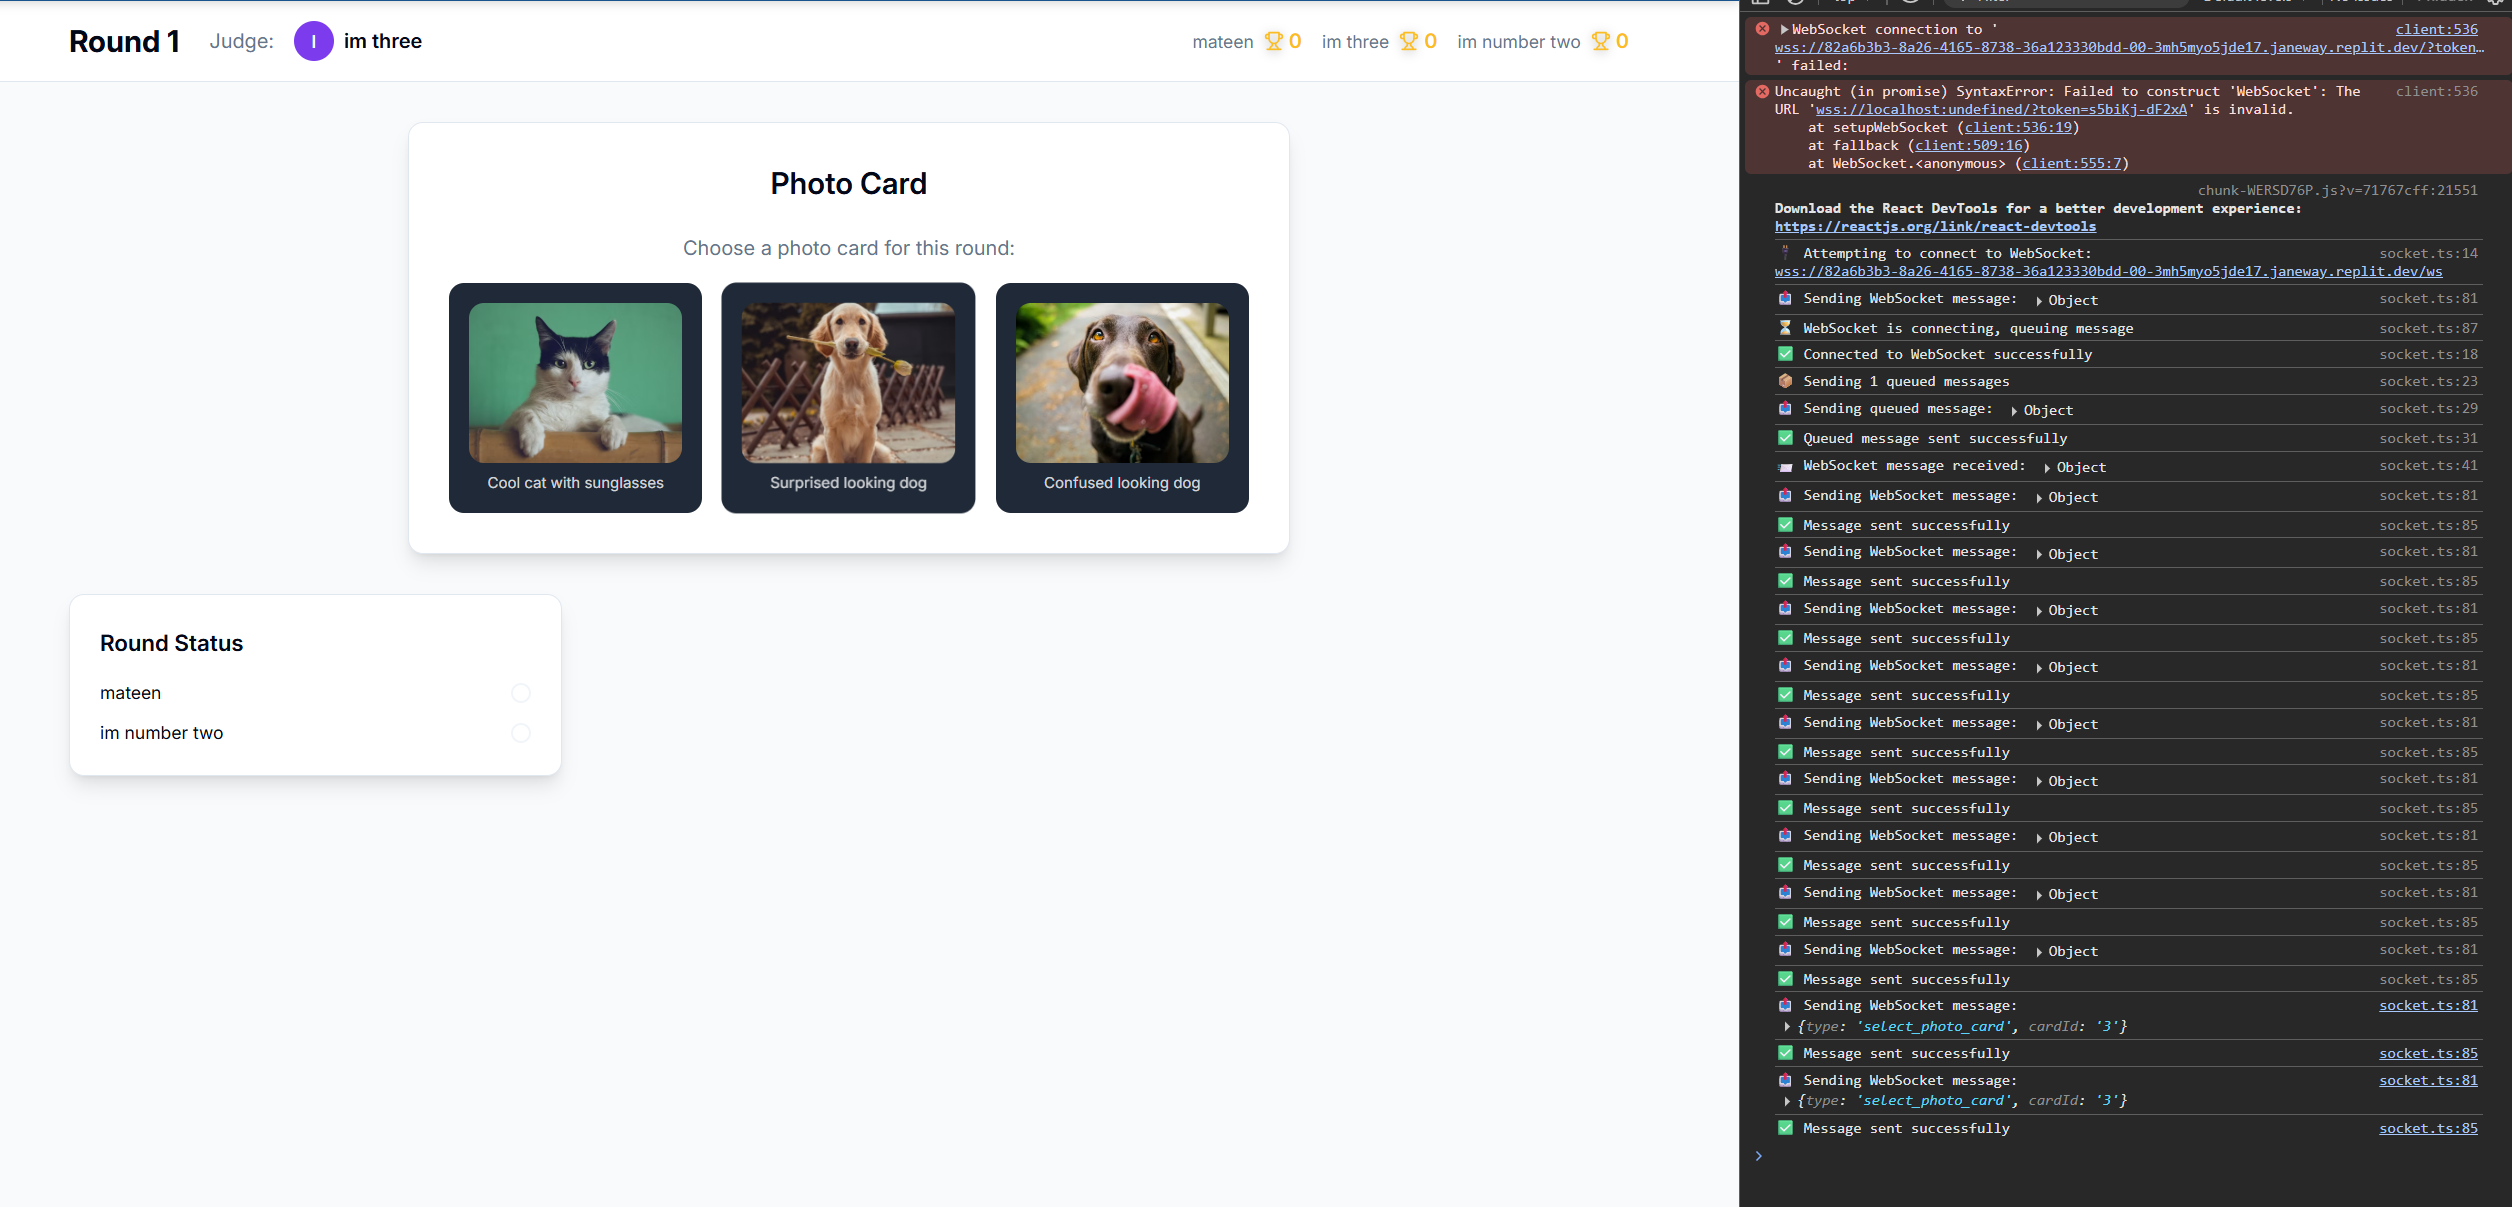 Round 1 Judge: I im three mateen 0 im three 0 im number two 0
Photo Card
Choose a photo card for this round:
Cool cat with sunglasses
Surprised looking dog
Confused looking dog
Round Status
mateen
im number two
WebSocket connection to ' client:536
wss://82a6b3b3-8a26-4165-8738-36a123330bdd-00-3mh5myo5jde17.janeway.replit.dev/?token…
' failed:
Uncaught (in promise) SyntaxError: Failed to construct 'WebSocket': The client:536
URL 'wss://localhost:undefined/?token=s5biKj-dF2xA' is invalid.
at setupWebSocket (client:536:19)
at fallback (client:509:16)
at WebSocket.<anonymous> (client:555:7)
chunk-WERSD76P.js?v=71767cff:21551
Download the React DevTools for a better development experience:
https://reactjs.org/link/react-devtools
Attempting to connect to WebSocket: socket.ts:14
wss://82a6b3b3-8a26-4165-8738-36a123330bdd-00-3mh5myo5jde17.janeway.replit.dev/ws
Sending WebSocket message: Object socket.ts:81
WebSocket is connecting, queuing message socket.ts:87
Connected to WebSocket successfully socket.ts:18
Sending 1 queued messages socket.ts:23
Sending queued message: Object socket.ts:29
Queued message sent successfully socket.ts:31
WebSocket message received: Object socket.ts:41
Sending WebSocket message: Object socket.ts:81
Message sent successfully socket.ts:85
Sending WebSocket message: Object socket.ts:81
Message sent successfully socket.ts:85
Sending WebSocket message: Object socket.ts:81
Message sent successfully socket.ts:85
Sending WebSocket message: Object socket.ts:81
Message sent successfully socket.ts:85
Sending WebSocket message: Object socket.ts:81
Message sent successfully socket.ts:85
Sending WebSocket message: Object socket.ts:81
Message sent successfully socket.ts:85
Sending WebSocket message: Object socket.ts:81
Message sent successfully socket.ts:85
Sending WebSocket message: Object socket.ts:81
Message sent successfully socket.ts:85
Sending WebSocket message: Object socket.ts:81
Message sent successfully socket.ts:85
Sending WebSocket message: socket.ts:81
{type: 'select_photo_card', cardId: '3'}
Message sent successfully socket.ts:85
Sending WebSocket message: socket.ts:81
{type: 'select_photo_card', cardId: '3'}
Message sent successfully socket.ts:85